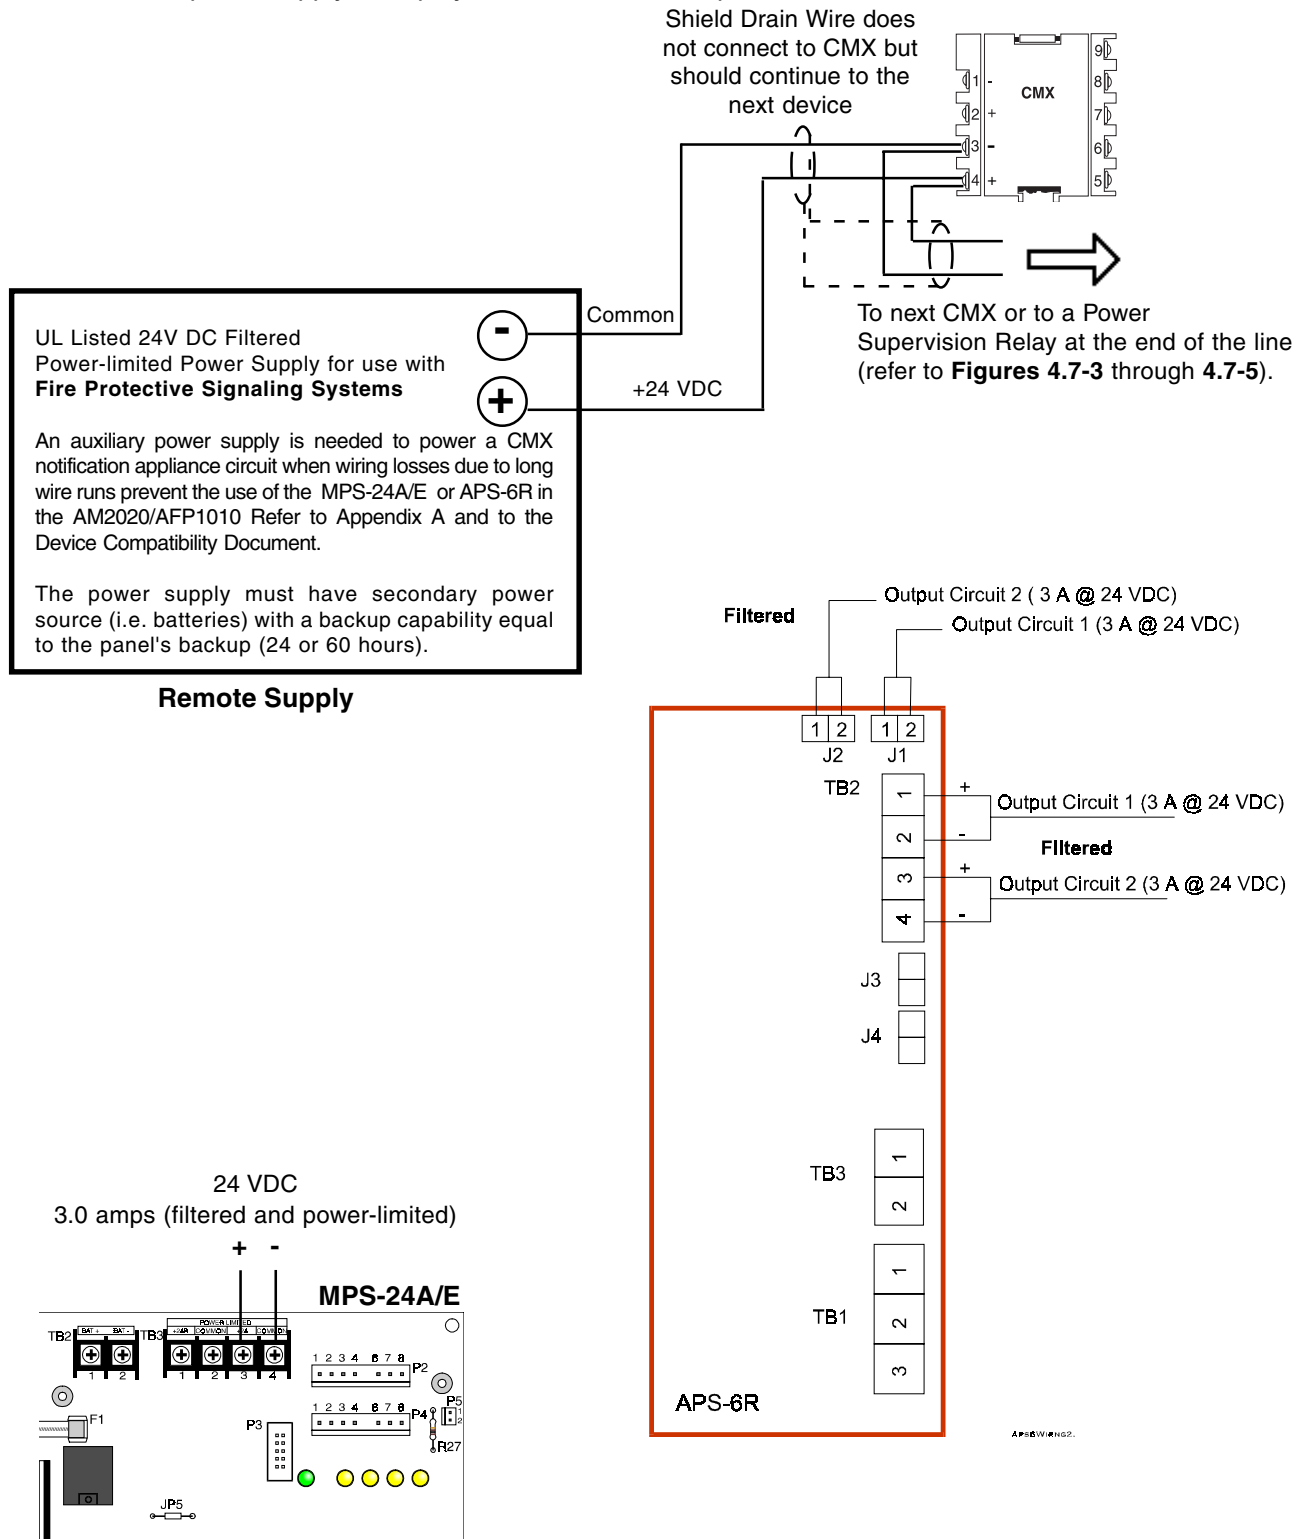 Shield Drain Wire does
not connect to CMX but
should continue to the
next device
CMX
1 -
2 +
3 -
4 +
9
8
7
6
5
Common
+24 VDC
To next CMX or to a Power
Supervision Relay at the end of the line
(refer to Figures 4.7-3 through 4.7-5).
UL Listed 24V DC Filtered
Power-limited Power Supply for use with
Fire Protective Signaling Systems
-
+
An auxiliary power supply is needed to power a CMX
notification appliance circuit when wiring losses due to long
wire runs prevent the use of the MPS-24A/E or APS-6R in
the AM2020/AFP1010 Refer to Appendix A and to the
Device Compatibility Document.
The power supply must have secondary power
source (i.e. batteries) with a backup capability equal
to the panel's backup (24 or 60 hours).
Remote Supply
Filtered
Output Circuit 2 ( 3 A @ 24 VDC)
Output Circuit 1 (3 A @ 24 VDC)
1 2
J2
1 2
J1
TB2
1
2
3
4
+
Output Circuit 1 (3 A @ 24 VDC)
-
Filtered
+
Output Circuit 2 (3 A @ 24 VDC)
-
J3
J4
TB3
1
2
TB1
1
2
3
APS-6R
APS6WIRNG2.
24 VDC
3.0 amps (filtered and power-limited)
+ -
MPS-24A/E
TB2
BAT + BAT -
1 2
TB3
POWER LIMITED
+24R COMMON +24 COMMON
1 2 3 4
1 2 3 4 6 7 8
P2
1 2 3 4 6 7 8
P4
P5
1
2
R27
F1
P3
JP5